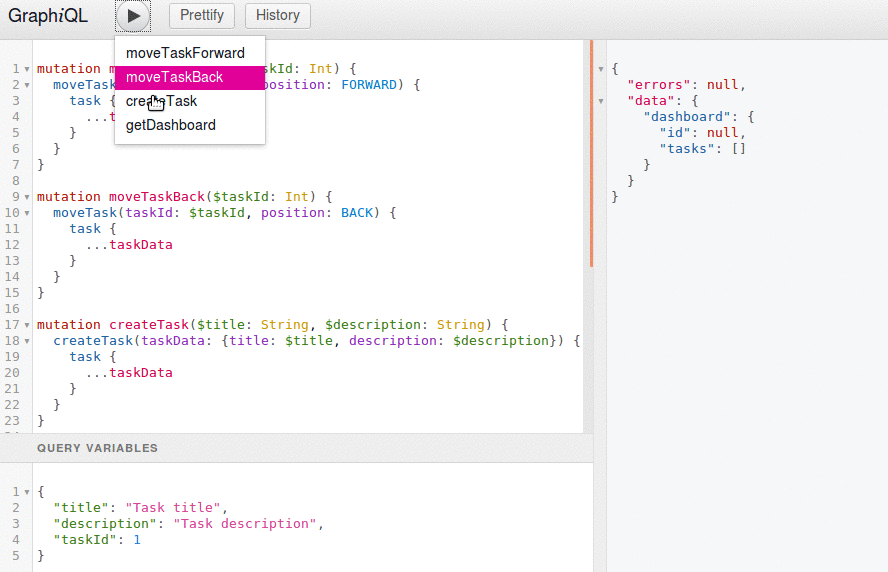 GraphiQL Prettify History
moveTaskForward
moveTaskBack
createTask
getDashboard
1 mutation m skId: Int) {
2 moveTask position: FORWARD) {
3 task {
4 ...t
5 }
6 }
7 }
8
9 mutation moveTaskBack($taskId: Int) {
10 moveTask(taskId: $taskId, position: BACK) {
11 task {
12 ...taskData
13 }
14 }
15 }
16
17 mutation createTask($title: String, $description: String) {
18 createTask(taskData: {title: $title, description: $description}) {
19 task {
20 ...taskData
21 }
22 }
23 }
QUERY VARIABLES
1 {
2 "title": "Task title",
3 "description": "Task description",
4 "taskId": 1
5 }
{
"errors": null,
"data": {
"dashboard": {
"id": null,
"tasks": []
}
}
}